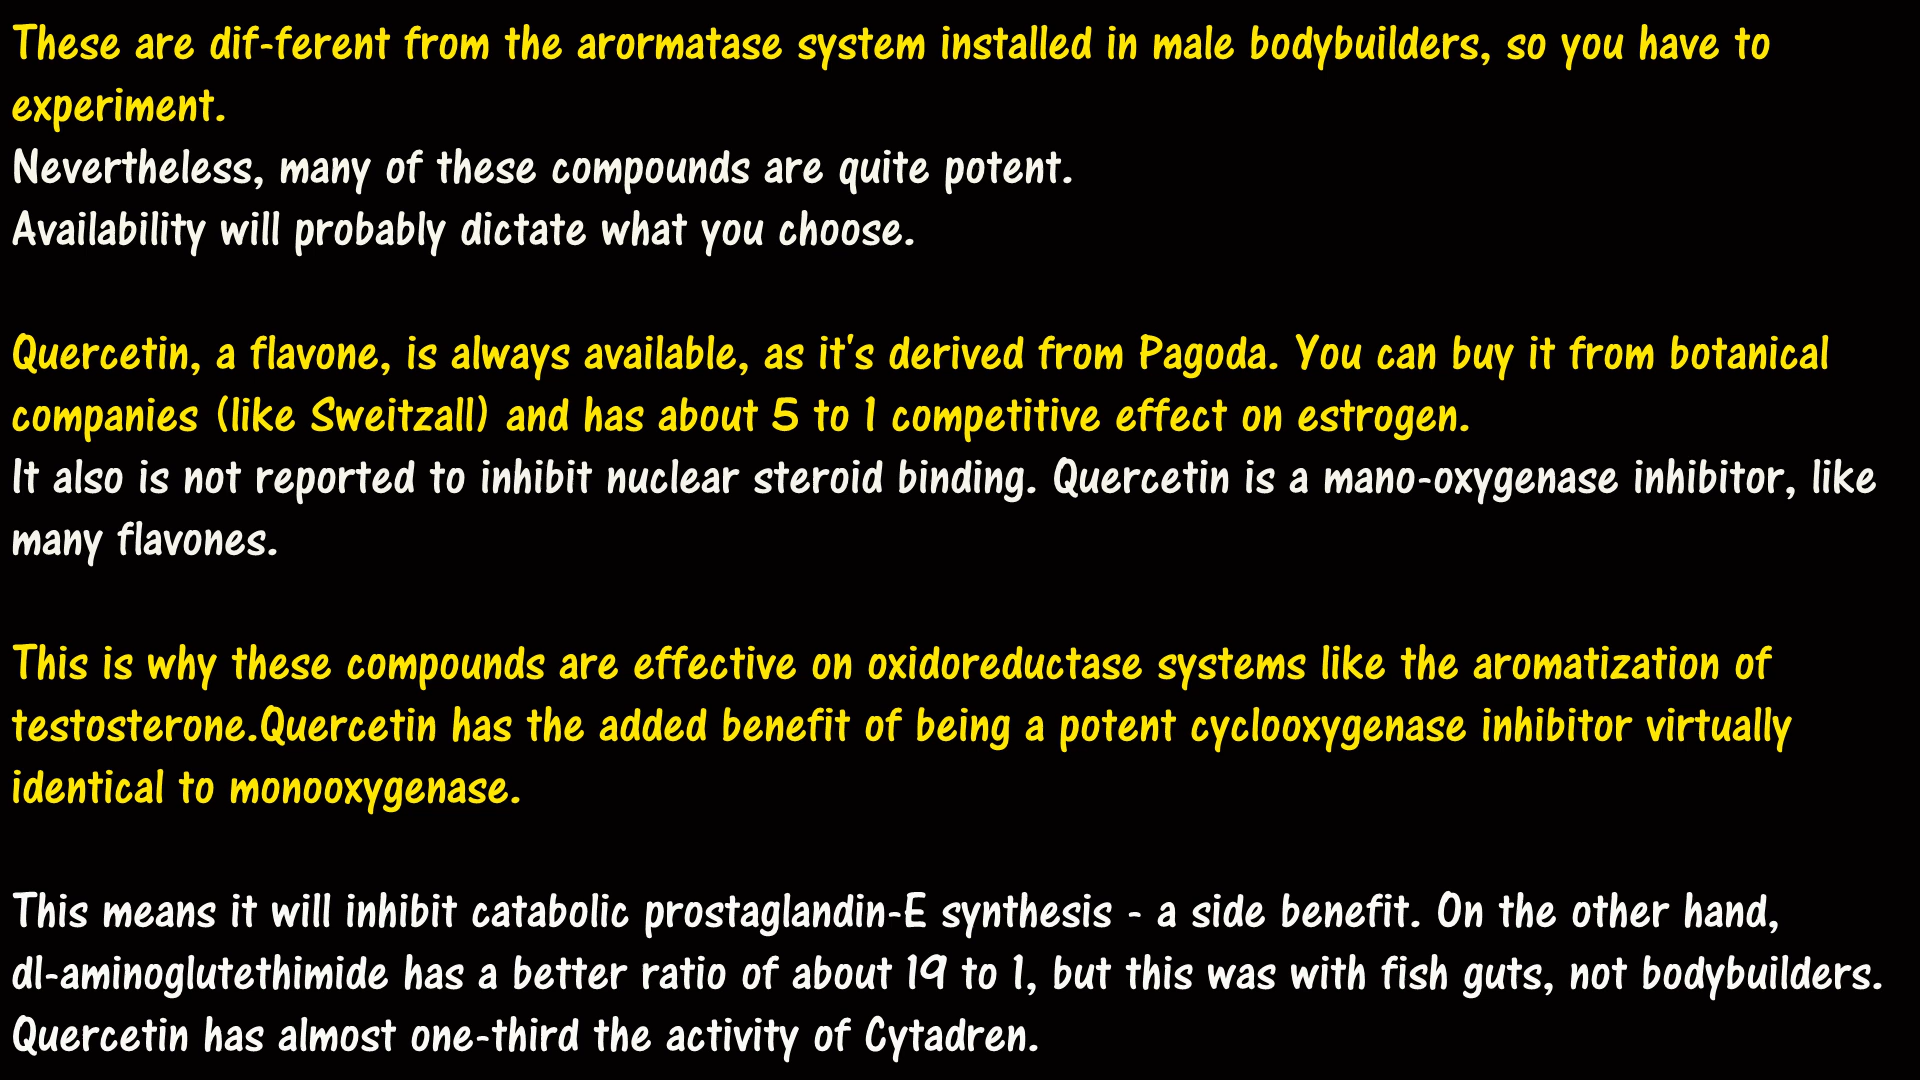 These are dif-ferent from the arormatase system installed in male bodybuilders, so you have to
experiment.
Nevertheless, many of these compounds are quite potent.
Availability will probably dictate what you choose.
Quercetin, a flavone, is always available, as it's derived from Pagoda. You can buy it from botanical
companies (like Sweitzall) and has about 5 to 1 competitive effect on estrogen.
It also is not reported to inhibit nuclear steroid binding. Quercetin is a mano-oxygenase inhibitor, like
many flavones.
This is why these compounds are effective on oxidoreductase systems like the aromatization of
testosterone.Quercetin has the added benefit of being a potent cyclooxygenase inhibitor virtually
identical to monooxygenase.
This means it will inhibit catabolic prostaglandin-E synthesis - a side benefit. On the other hand,
dl-aminoglutethimide has a better ratio of about 19 to 1, but this was with fish guts, not bodybuilders.
Quercetin has almost one-third the activity of Cytadren.